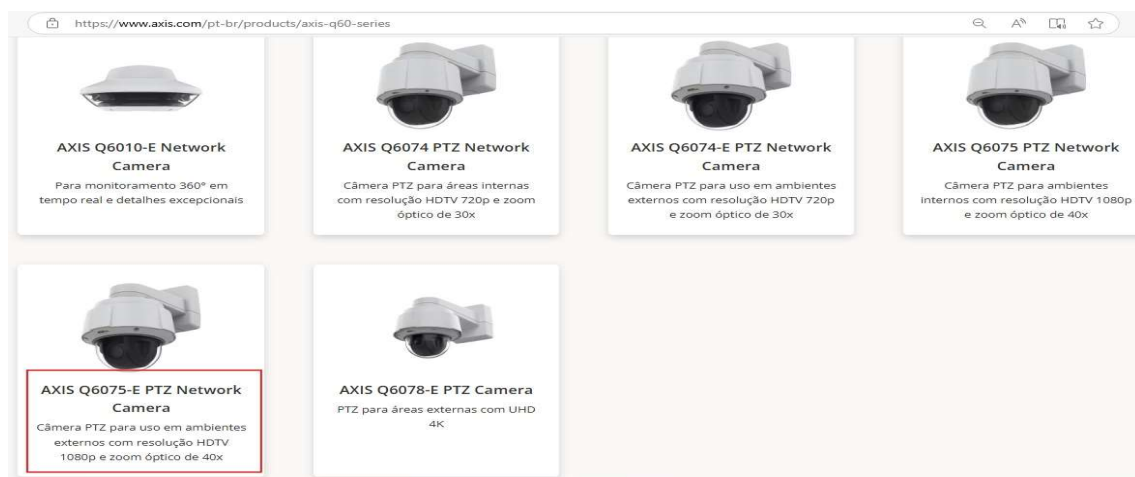 https://www.axis.com/pt-br/products/axis-q60-series
AXIS Q6010-E Network
Camera
Para monitoramento 360° em
tempo real e detalhes excepcionais
AXIS Q6074 PTZ Network
Camera
Câmera PTZ para áreas internas
com resolução HDTV 720p e zoom
óptico de 30x
AXIS Q6074-E PTZ Network
Camera
Câmera PTZ para uso em ambientes
externos com resolução HDTV 720p
e zoom óptico de 30x
AXIS Q6075 PTZ Network
Camera
Câmera PTZ para ambientes
internos com resolução HDTV 1080p
e zoom óptico de 40x
AXIS Q6075-E PTZ Network
Camera
Câmera PTZ para uso em ambientes
externos com resolução HDTV
1080p e zoom óptico de 40x
AXIS Q6078-E PTZ Camera
PTZ para áreas externas com UHD
4K